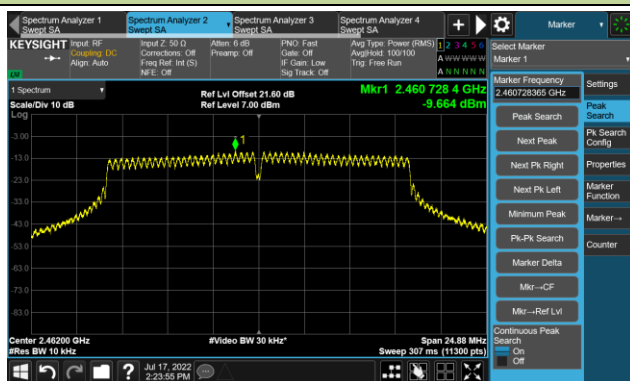 Spectrum Analyzer 1
Swept SA
Spectrum Analyzer 2
Swept SA
Spectrum Analyzer 3
Swept SA
Spectrum Analyzer 4
Swept SA
Marker
KEYSIGHT
Input: RF
Coupling: DC
Align: Auto
Input Z: 50 Ω
Corrections: Off
Freq Ref: Int (S)
NFE: Off
Atten: 6 dB
Preamp: Off
PNO: Fast
Gate: Off
IF Gain: Low
Sig Track: Off
Avg Type: Power (RMS)
Avg|Hold: 100/100
Trig: Free Run
1 2 3 4 5 6
A W W W W W
A N N N N N
LW
Select Marker
Marker 1
1 Spectrum
Scale/Div 10 dB
Log
Ref Lvl Offset 21.60 dB
Ref Level 7.00 dBm
Mkr1 2.460 728 4 GHz
-9.664 dBm
1
-3.00
-13.0
-23.0
-33.0
-43.0
-53.0
-63.0
-73.0
-83.0
Center 2.46200 GHz
#Res BW 10 kHz
#Video BW 30 kHz*
Span 24.88 MHz
Sweep 307 ms (11300 pts)
Marker Frequency
2.460728365 GHz
Peak Search
Next Peak
Next Pk Right
Next Pk Left
Minimum Peak
Pk-Pk Search
Marker Delta
Mkr→CF
Mkr→Ref Lvl
Continuous Peak
Search
On
Off
Settings
Peak
Search
Pk Search
Config
Properties
Marker
Function
Marker→
Counter
?
Jul 17, 2022
2:23:55 PM